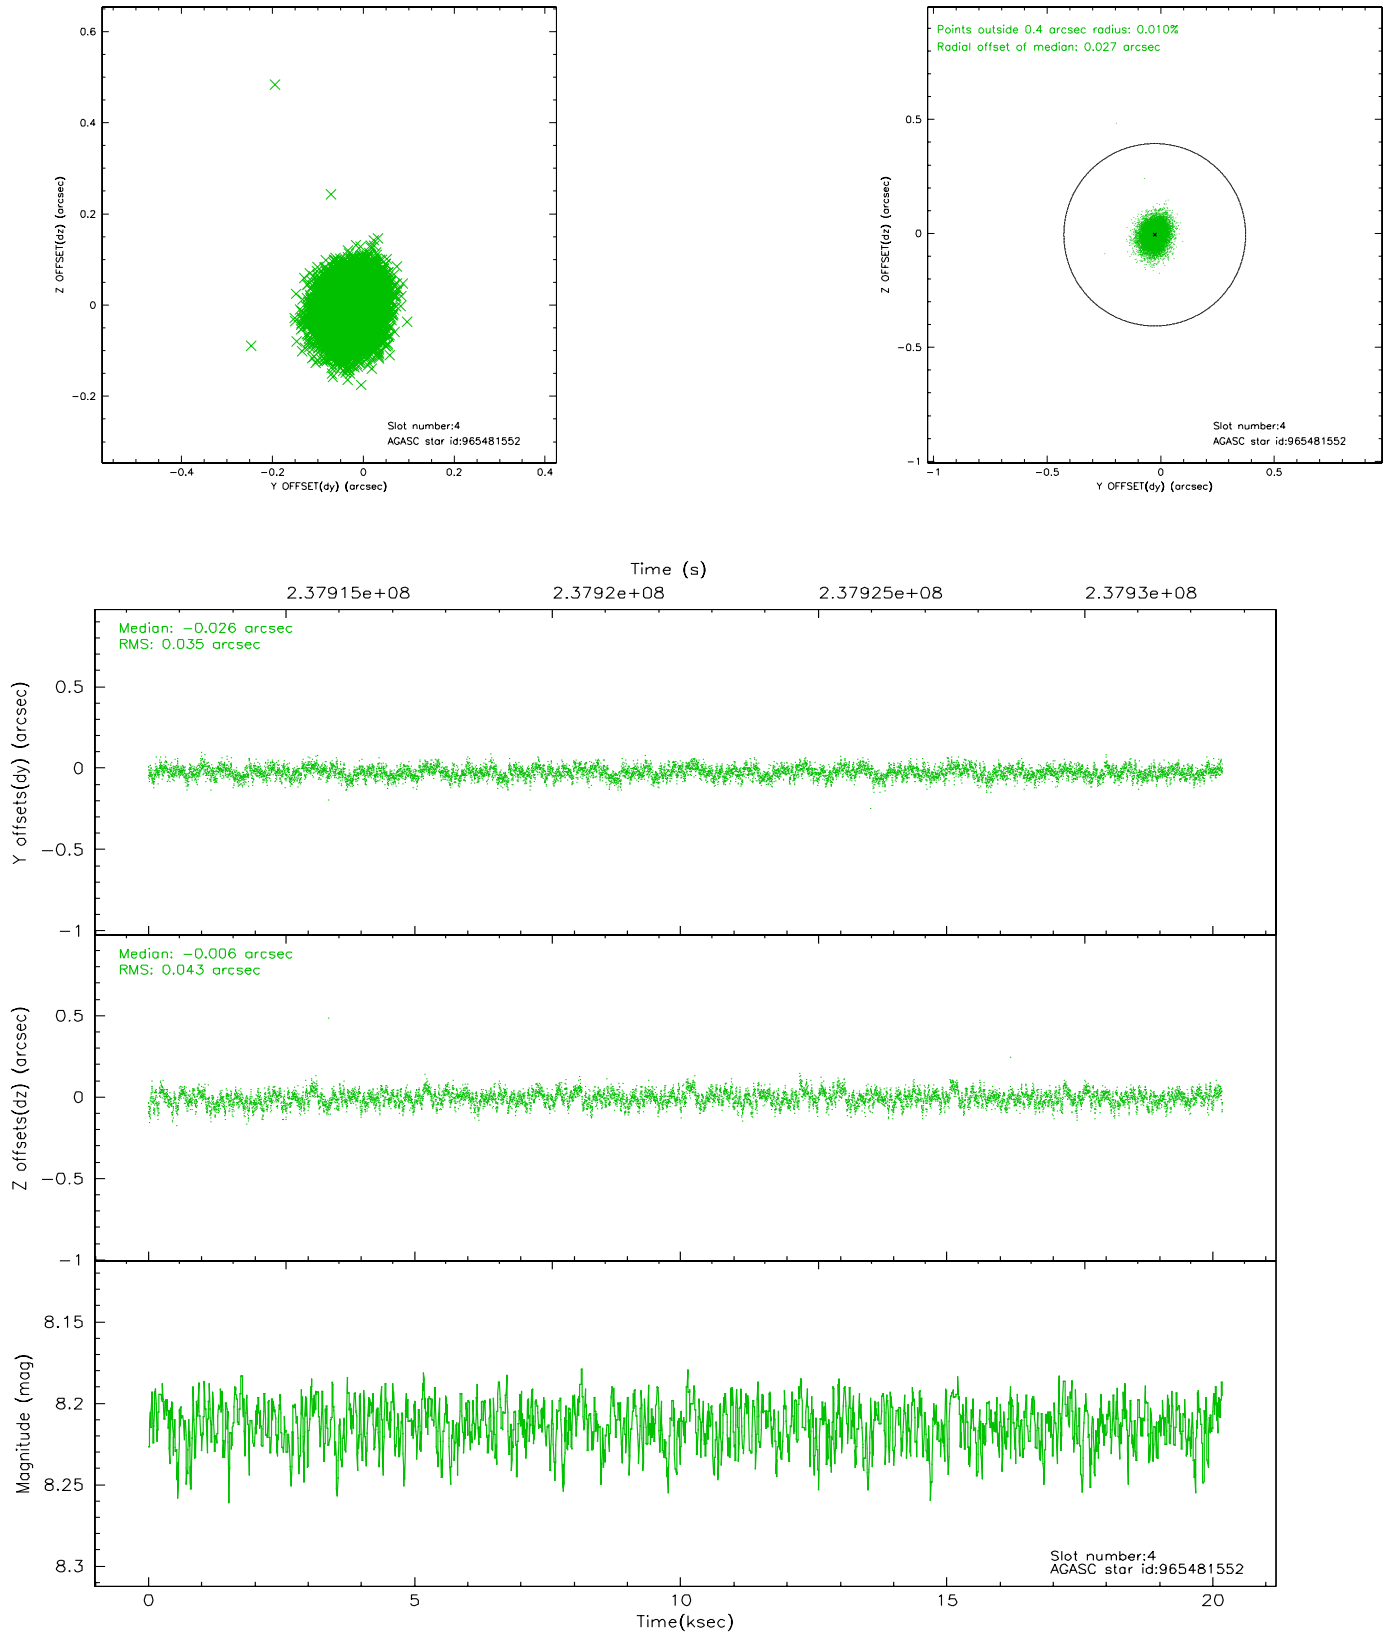 0.6
0.4
0.2
0
−0.2
Z OFFSET(dz) (arcsec)
Slot number:4
AGASC star id:965481552
−0.4
−0.2
0
0.2
0.4
Y OFFSET(dy) (arcsec)
Points outside 0.4 arcsec radius: 0.010%
Radial offset of median: 0.027 arcsec
0.5
0
−0.5
−1
Z OFFSET(dz) (arcsec)
Slot number:4
AGASC star id:965481552
−1
−0.5
0
0.5
Y OFFSET(dy) (arcsec)
Time (s)
2.37915e+08
2.3792e+08
2.37925e+08
2.3793e+08
Median: −0.026 arcsec
RMS: 0.035 arcsec
0.5
0
−0.5
−1
Y offsets(dy) (arcsec)
Median: −0.006 arcsec
RMS: 0.043 arcsec
0.5
0
−0.5
−1
Z offsets(dz) (arcsec)
8.15
8.2
8.25
8.3
Magnitude (mag)
Slot number:4
AGASC star id:965481552
0
5
10
15
20
Time(ksec)